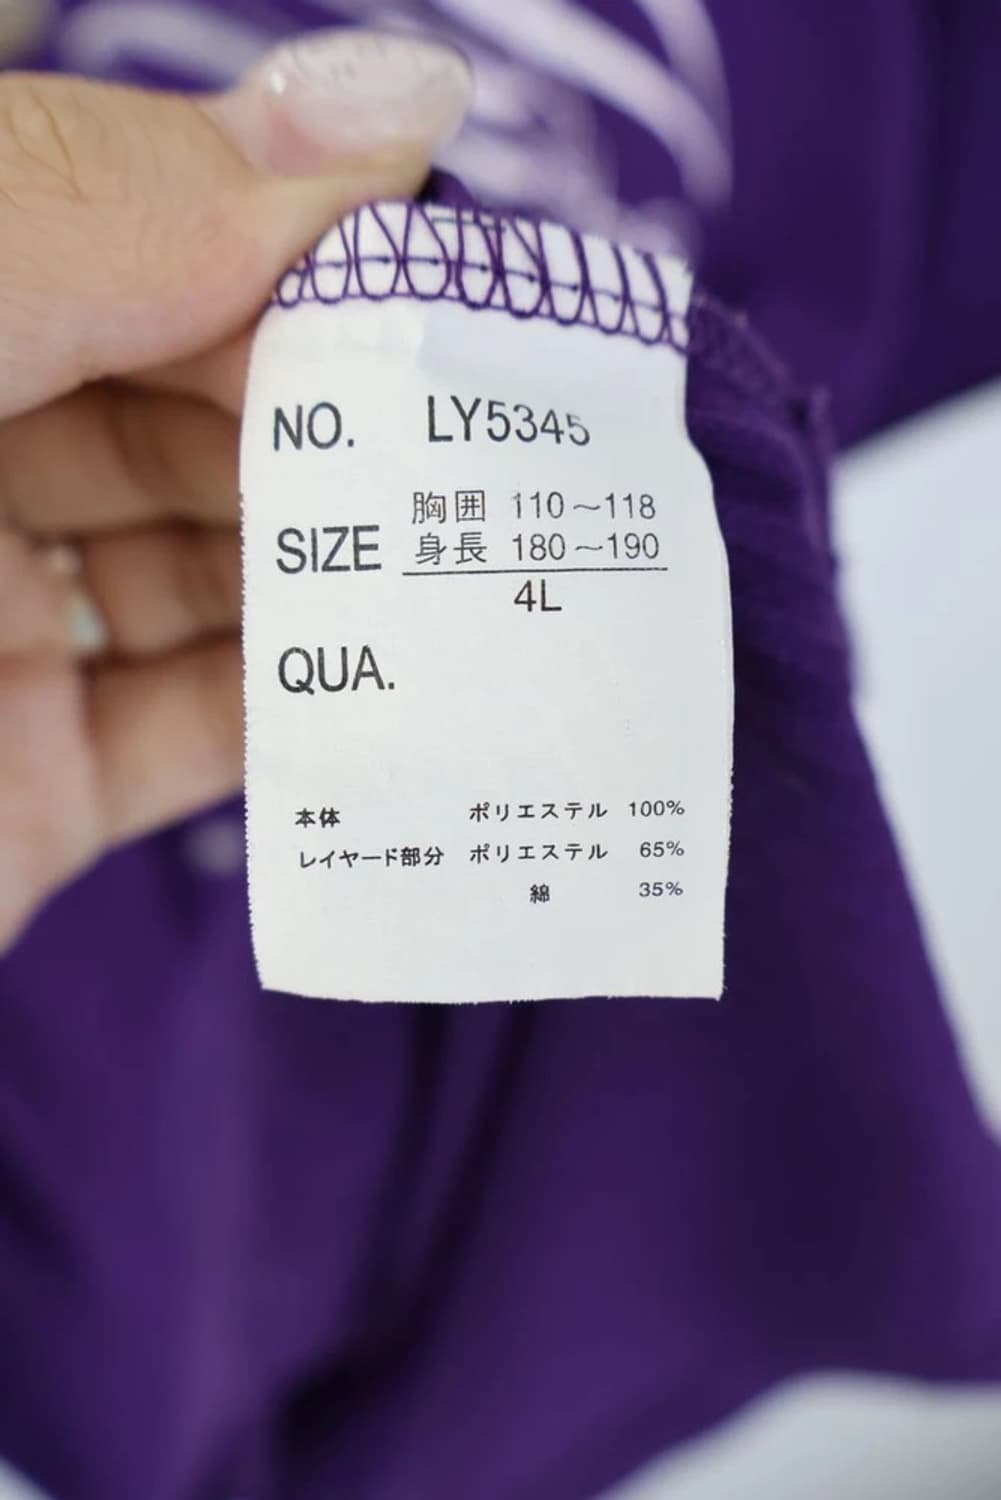 NO. LY5345
胸囲 110～118
SIZE 身長 180～190
4L
QUA.
本体 ポリエステル 100%
レイヤード部分 ポリエステル 65%
綿 35%